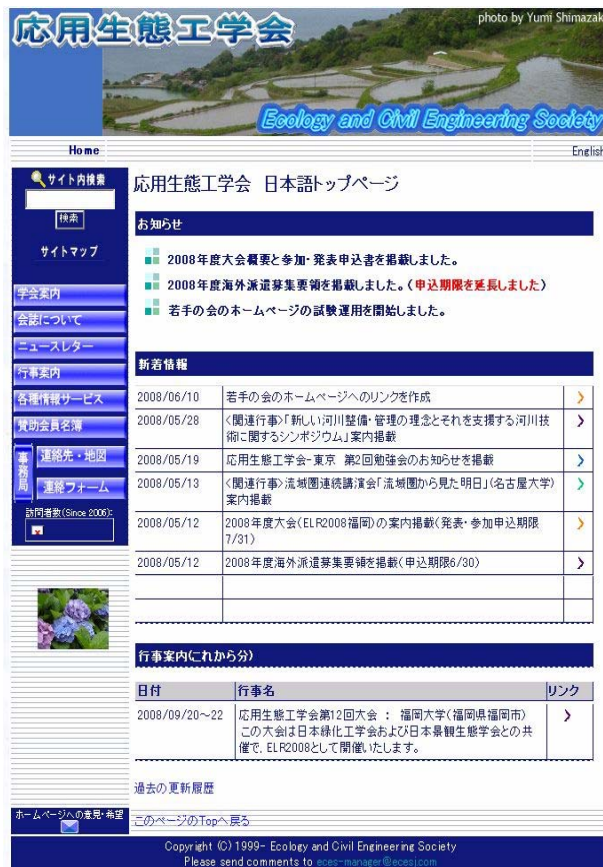 応用生態工学会
photo by Yumi Shimazak
Ecology and Civil Engineering Society
Home
English
サイト内検索
検索
サイトマップ
学会案内
会誌について
ニュースレター
行事案内
各種情報サービス
賛助会員名簿
事務局
連絡先・地図
連絡フォーム
訪問者数(Since 2006):
応用生態工学会 日本語トップページ
お知らせ
2008年度大会概要と参加・発表申込書を掲載しました。
2008年度海外派遣募集要領を掲載しました。(申込期限を延長しました)
若手の会のホームページの試験運用を開始しました。
新着情報
2008/06/10 若手の会のホームページへのリンクを作成
2008/05/28 <関連行事>「新しい河川整備・管理の理念とそれを支援する河川技
術に関するシンポジウム」案内掲載
2008/05/19 応用生態工学会-東京 第2回勉強会のお知らせを掲載
2008/05/13 <関連行事>流域圏連続講演会「流域圏から見た明日」(名古屋大学)
案内掲載
2008/05/12 2008年度大会(ELR2008福岡)の案内掲載(発表・参加申込期限
7/31)
2008/05/12 2008年度海外派遣募集要領を掲載(申込期限6/30)
行事案内(これから分)
日付 行事名 リンク
2008/09/20~22 応用生態工学会第12回大会 : 福岡大学(福岡県福岡市)
この大会は日本緑化工学会および日本景観生態学会との共
催で、ELR2008として開催いたします。
過去の更新履歴
ホームページへの意見・希望
このページのTopへ戻る
Copyright (C) 1999- Ecology and Civil Engineering Society
Please send comments to eces-manager@ecesj.com